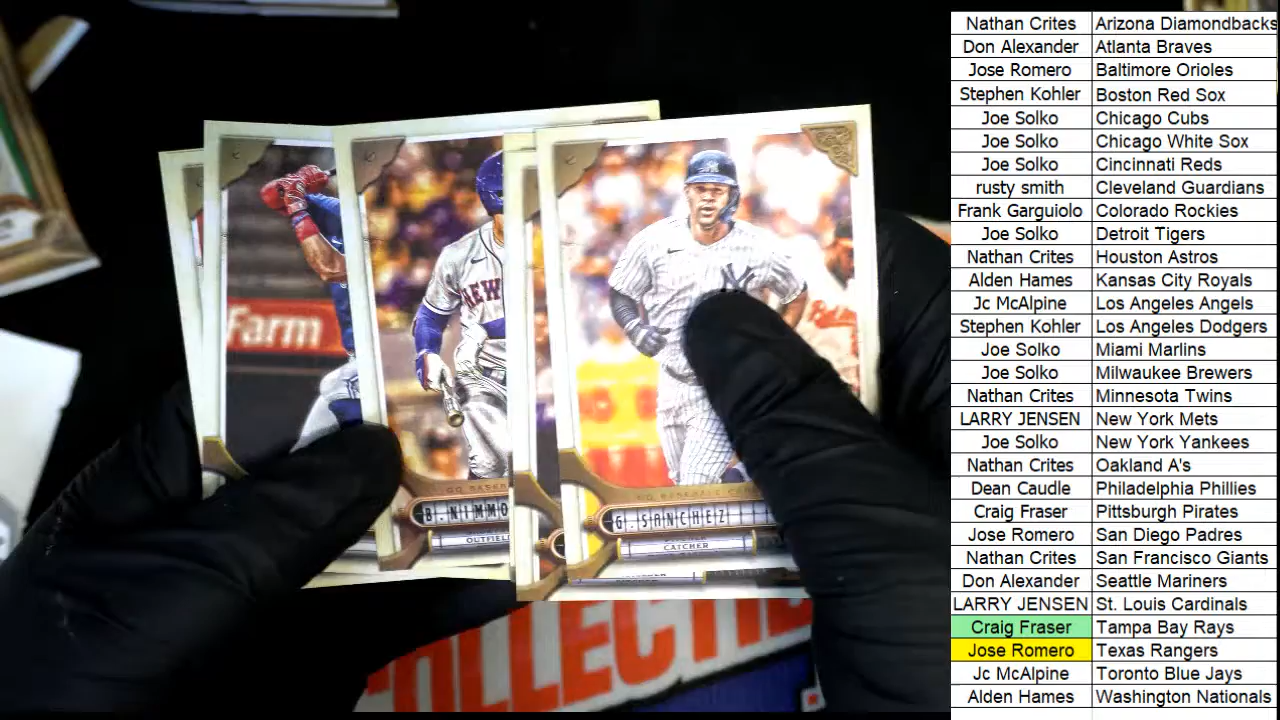 Farm
NEW
B. NIMMO
OUTFIEL
G. SANCHEZ
CATCHER
COLLECTIO
Nathan Crites Arizona Diamondbacks
Don Alexander Atlanta Braves
Jose Romero Baltimore Orioles
Stephen Kohler Boston Red Sox
Joe Solko Chicago Cubs
Joe Solko Chicago White Sox
Joe Solko Cincinnati Reds
rusty smith Cleveland Guardians
Frank Garguiolo Colorado Rockies
Joe Solko Detroit Tigers
Nathan Crites Houston Astros
Alden Hames Kansas City Royals
Jc McAlpine Los Angeles Angels
Stephen Kohler Los Angeles Dodgers
Joe Solko Miami Marlins
Joe Solko Milwaukee Brewers
Nathan Crites Minnesota Twins
LARRY JENSEN New York Mets
Joe Solko New York Yankees
Nathan Crites Oakland A's
Dean Caudle Philadelphia Phillies
Craig Fraser Pittsburgh Pirates
Jose Romero San Diego Padres
Nathan Crites San Francisco Giants
Don Alexander Seattle Mariners
LARRY JENSEN St. Louis Cardinals
Craig Fraser Tampa Bay Rays
Jose Romero Texas Rangers
Jc McAlpine Toronto Blue Jays
Alden Hames Washington Nationals